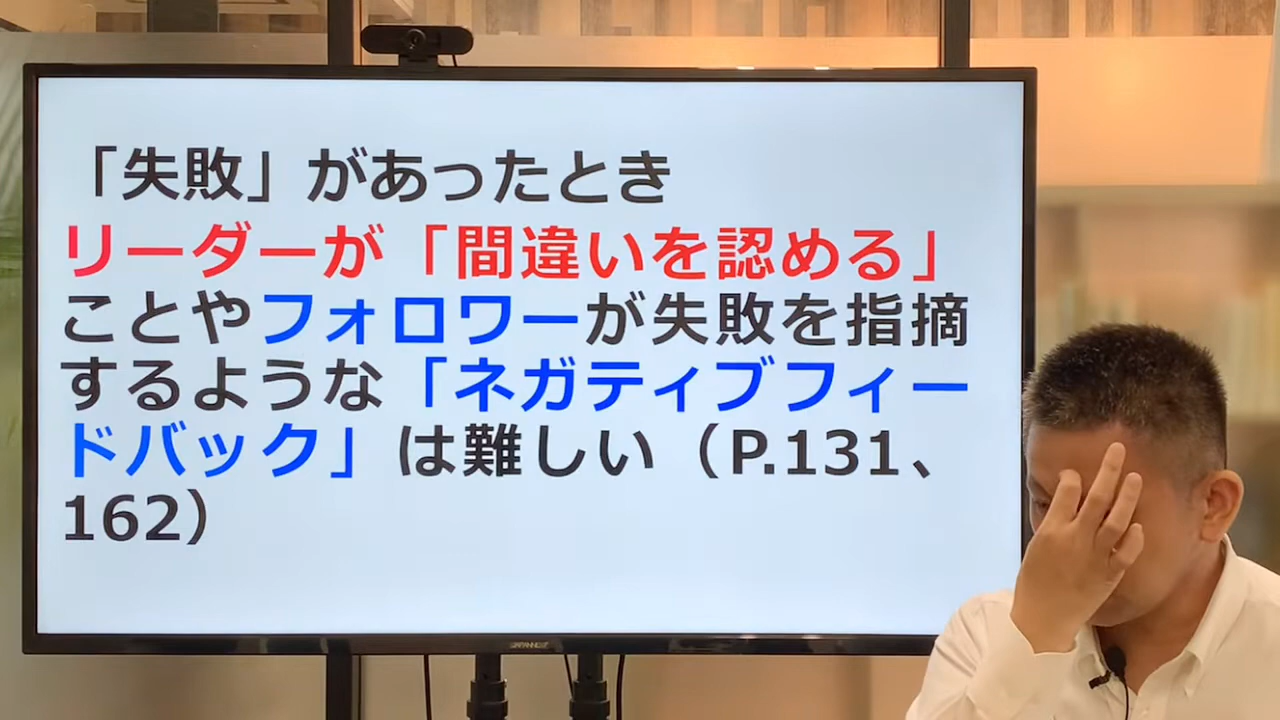 「失敗」があったとき
リーダーが「間違いを認める」
ことやフォロワーが失敗を指摘
するような「ネガティブフィー
ドバック」は難しい（P.131、
162）